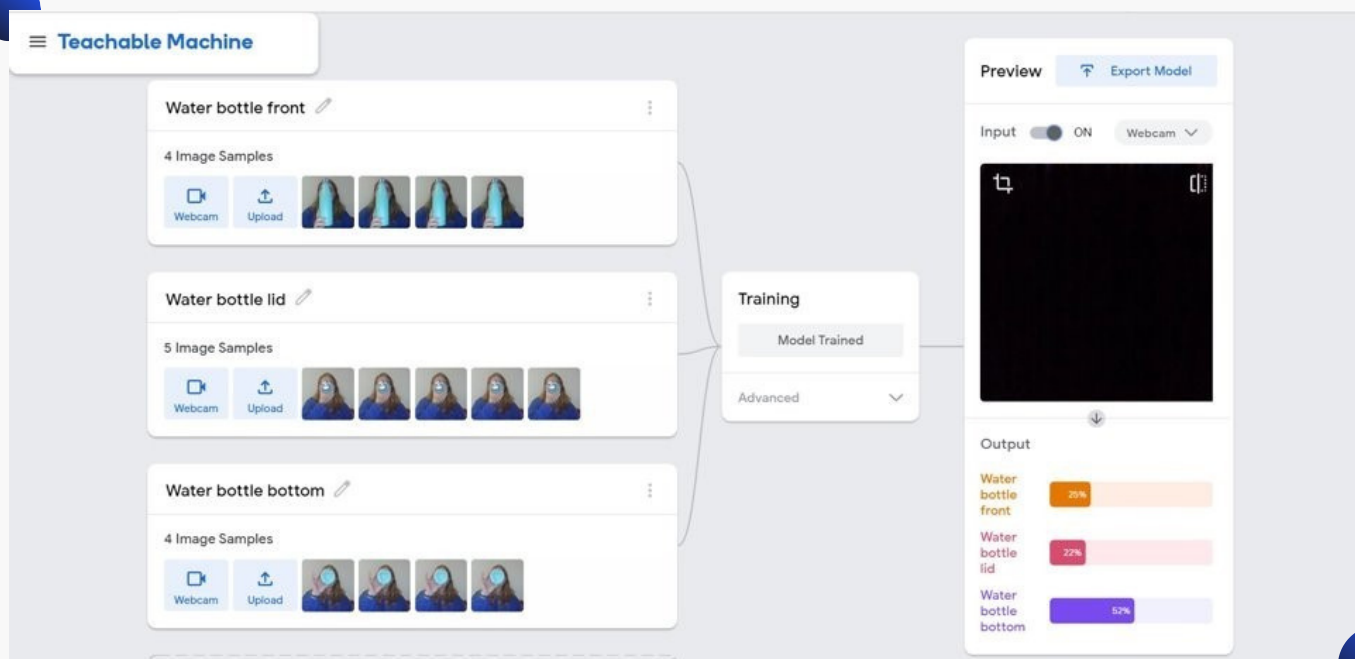 Teachable Machine
Water bottle front
4 Image Samples
Webcam
Upload
Water bottle lid
5 Image Samples
Webcam
Upload
Water bottle bottom
4 Image Samples
Webcam
Upload
Training
Model Trained
Advanced
Preview
Export Model
Input
ON
Webcam
Output
Water
bottle
front
25%
Water
bottle
lid
22%
Water
bottle
bottom
52%